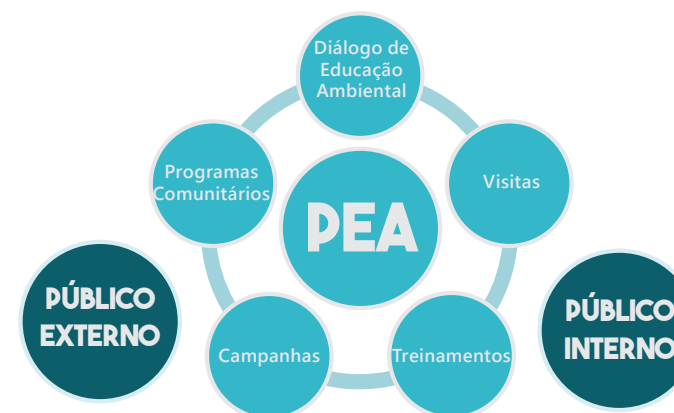 Diálogo de
Educação
Ambiental
Programas
Comunitários
Visitas
PEA
PÚBLICO
EXTERNO
PÚBLICO
INTERNO
Campanhas
Treinamentos